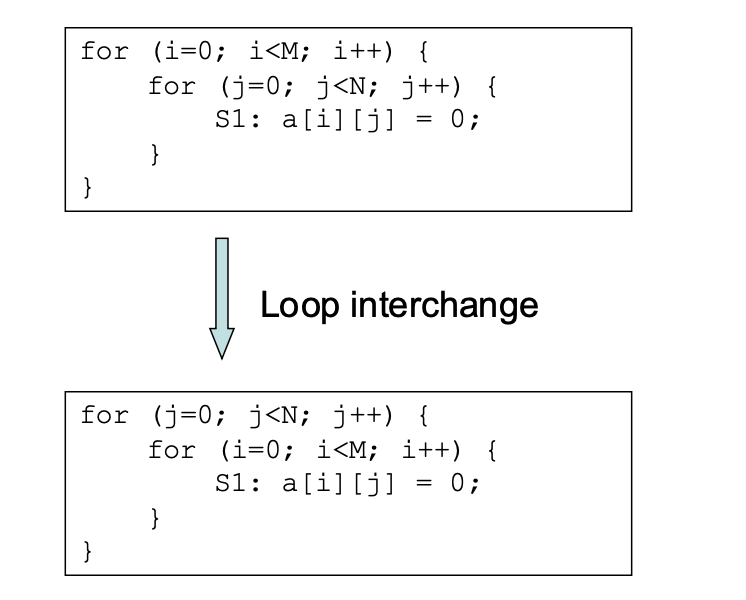 for (i=0; i<M; i++) {
    for (j=0; j<N; j++) {
        S1: a[i][j] = 0;
    }
}
Loop interchange
for (j=0; j<N; j++) {
    for (i=0; i<M; i++) {
        S1: a[i][j] = 0;
    }
}